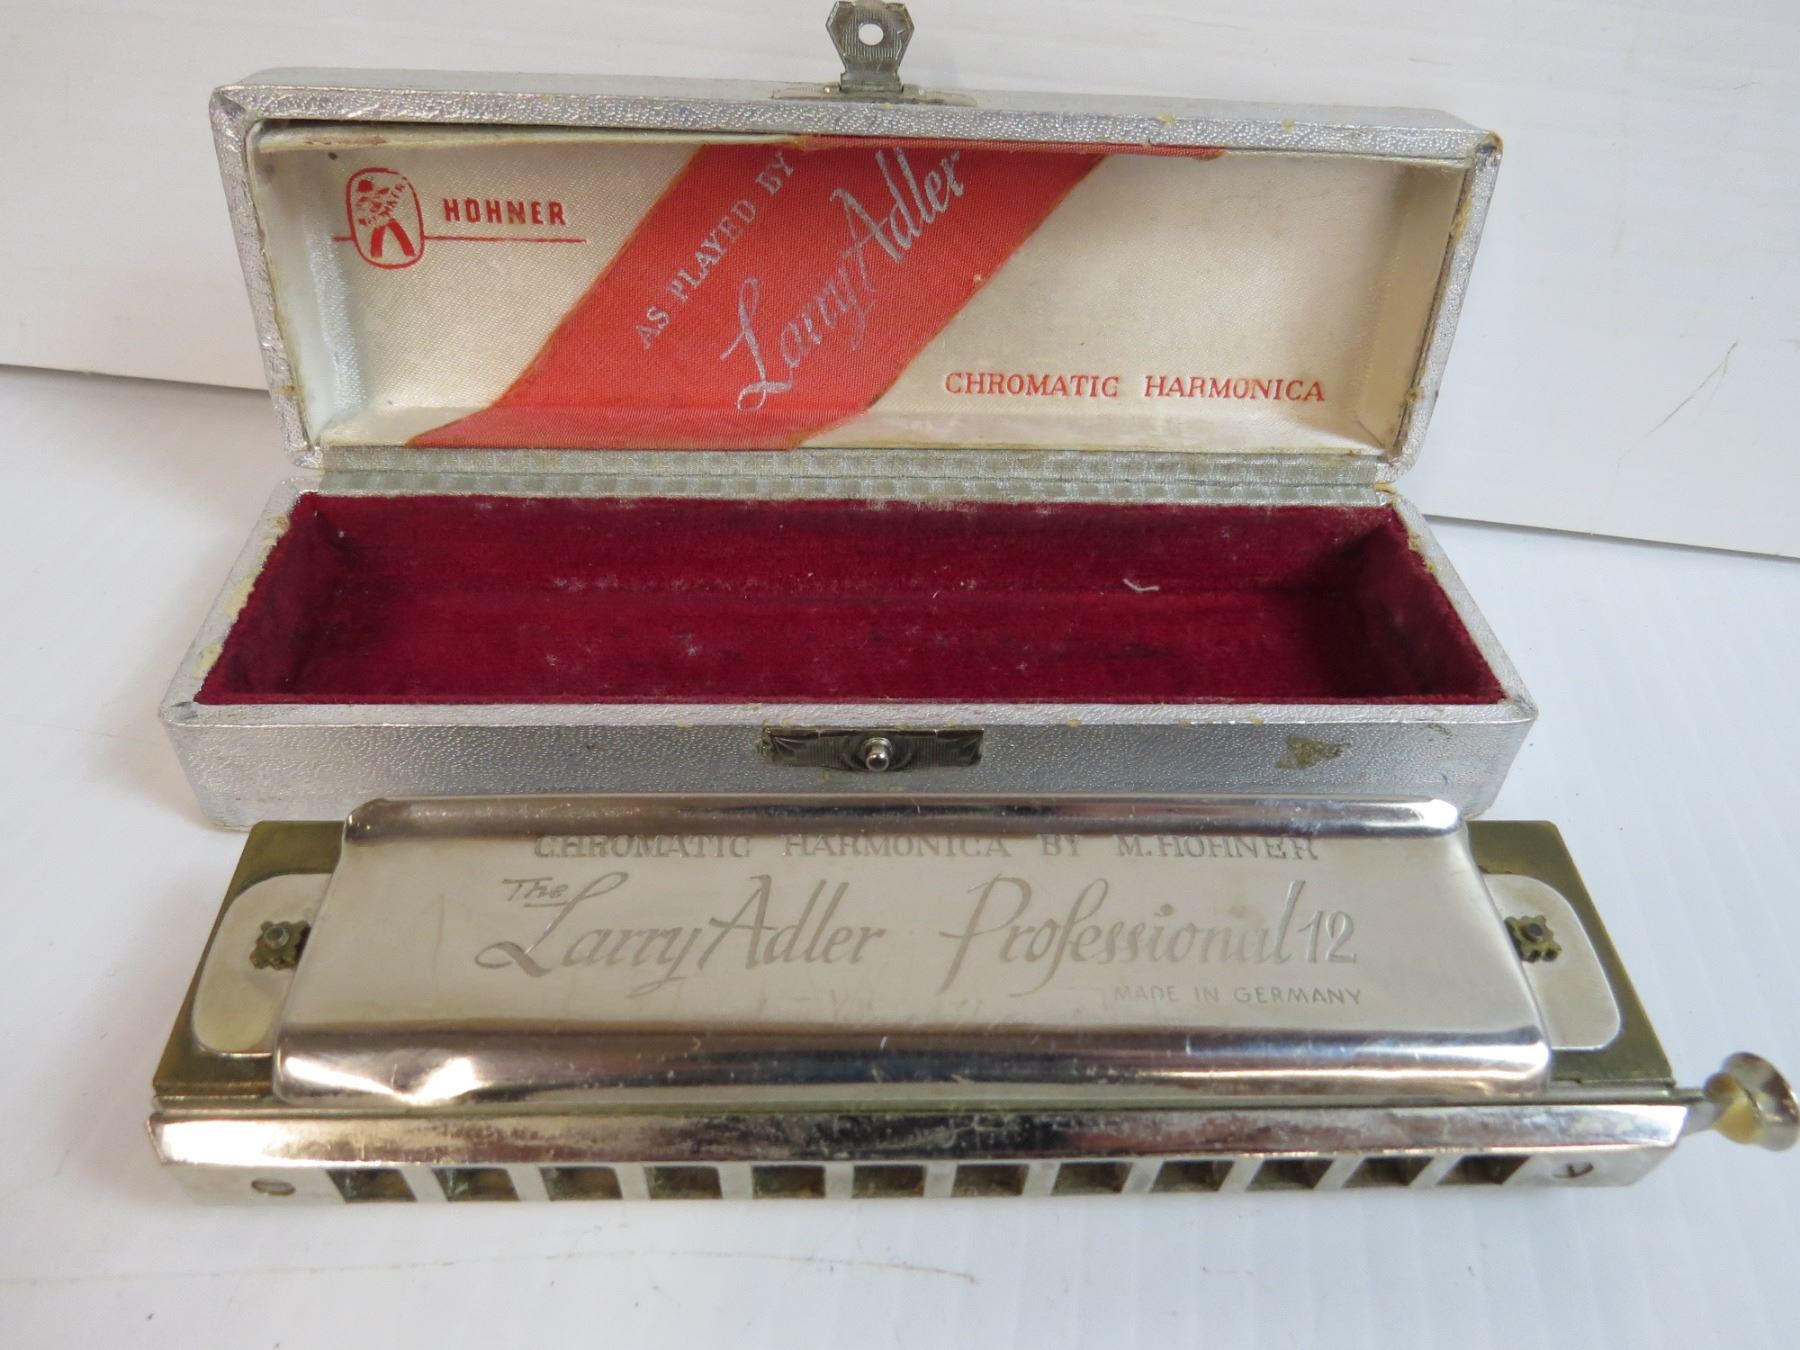 HOHNER
AS PLAYED BY
Larry Adler
CHROMATIC HARMONICA
CHROMATIC HARMONICA BY M. HOHNER
The Larry Adler Professional 12
MADE IN GERMANY